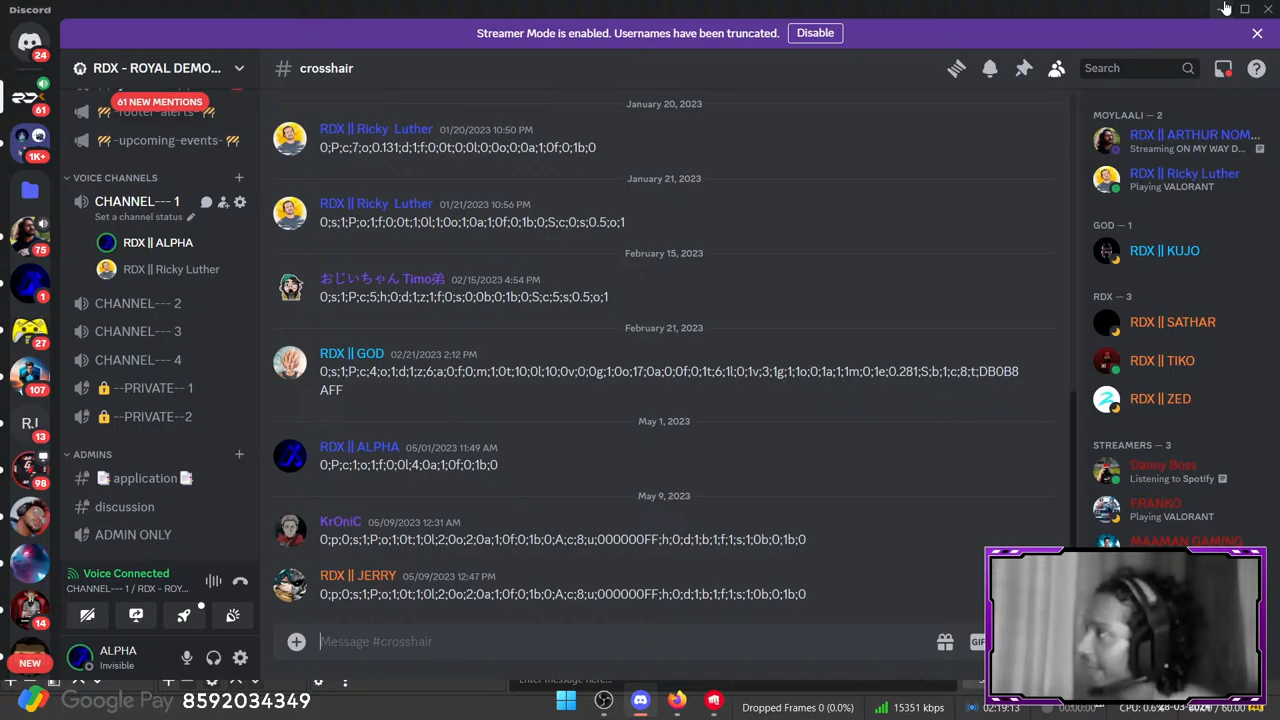 Discord
Streamer Mode is enabled. Usernames have been truncated.
Disable
24
61
1K+
75
1
27
107
R.I
13
98
14
NEW
RDX - ROYAL DEMO...
61 NEW MENTIONS
-upcoming-events-
VOICE CHANNELS
CHANNEL--- 1
Set a channel status
RDX || ALPHA
RDX || Ricky Luther
CHANNEL--- 2
CHANNEL--- 3
CHANNEL--- 4
--PRIVATE-- 1
--PRIVATE--2
ADMINS
application
discussion
ADMIN ONLY
Voice Connected
CHANNEL--- 1 / RDX - ROY...
ALPHA
Invisible
# crosshair
Search
January 20, 2023
RDX || Ricky Luther 01/20/2023 10:50 PM
0;P;c;7;o;0.131;d;1;f;0;0t;0;0l;0;0o;0;0a;1;0f;0;1b;0
January 21, 2023
RDX || Ricky Luther 01/21/2023 10:56 PM
0;s;1;P;o;1;f;0;0t;1;0l;1;0o;1;0a;1;0f;0;1b;0;S;c;0;s;0.5;o;1
February 15, 2023
おじいちゃん Timo弟 02/15/2023 4:54 PM
0;s;1;P;c;5;h;0;d;1;z;1;f;0;s;0;0b;0;1b;0;S;c;5;s;0.5;o;1
February 21, 2023
RDX || GOD 02/21/2023 2:12 PM
0;s;1;P;c;4;o;1;d;1;z;6;a;0;f;0;m;1;0t;10;0l;10;0v;0;0g;1;0o;17;0a;0;0f;0;1t;6;1l;0;1v;3;1g;1;1o;0;1a;1;1m;0;1e;0.281;S;b;1;c;8;t;DB0B8
AFF
May 1, 2023
RDX || ALPHA 05/01/2023 11:49 AM
0;P;c;1;o;1;f;0;0l;4;0a;1;0f;0;1b;0
May 9, 2023
KrOniC 05/09/2023 12:31 AM
0;p;0;s;1;P;o;1;0t;1;0l;2;0o;2;0a;1;0f;0;1b;0;A;c;8;u;000000FF;h;0;d;1;b;1;f;1;s;1;0b;0;1b;0
RDX || JERRY 05/09/2023 12:47 PM
0;p;0;s;1;P;o;1;0t;1;0l;2;0o;2;0a;1;0f;0;1b;0;A;c;8;u;000000FF;h;0;d;1;b;1;f;1;s;1;0b;0;1b;0
Message #crosshair
GIF
MOYLAALI — 2
RDX || ARTHUR NOM...
Streaming ON MY WAY D...
RDX || Ricky Luther
Playing VALORANT
GOD — 1
RDX || KUJO
RDX — 3
RDX || SATHAR
RDX || TIKO
RDX || ZED
STREAMERS — 3
Danny Boss
Listening to Spotify
FRANKO
Playing VALORANT
MAAMAN GAMING
Google Pay 8592034349
Dropped Frames 0 (0.0%)
15351 kbps
02:19:13